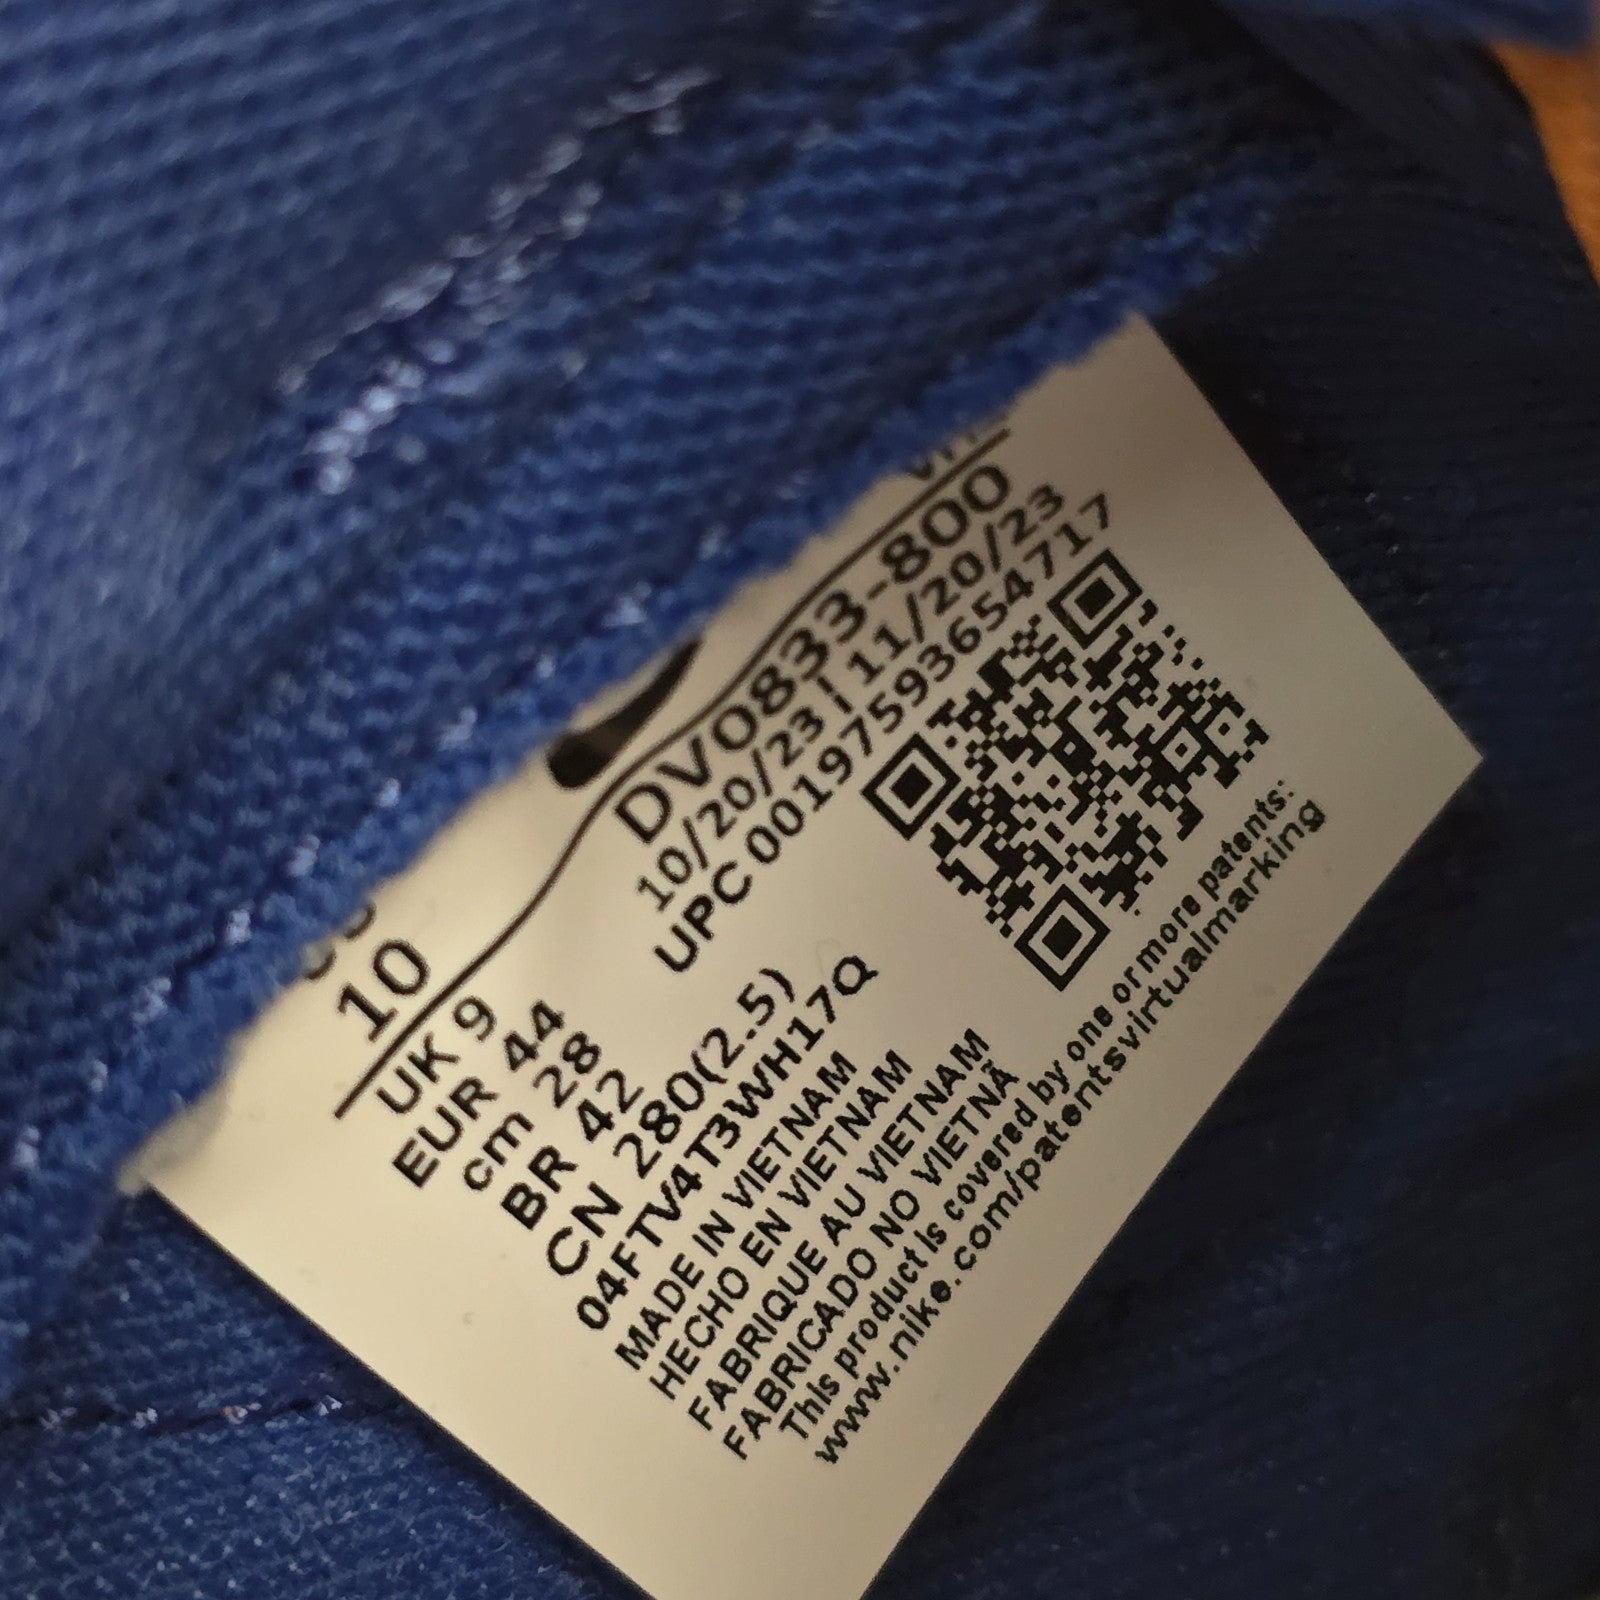 10
UK 9
EUR 44
cm 28
BR 42
CN 280(2.5)
04FTV4T3WH17Q
MADE IN VIETNAM
HECHO EN VIETNAM
FABRIQUE AU VIETNAM
FABRICADO NO VIETNÃ
This product is covered by one or more patents:
www.nike.com/patentsvirtualmarking
DV0833-800
10/20/23 | 11/20/23
UPC 00197593654717